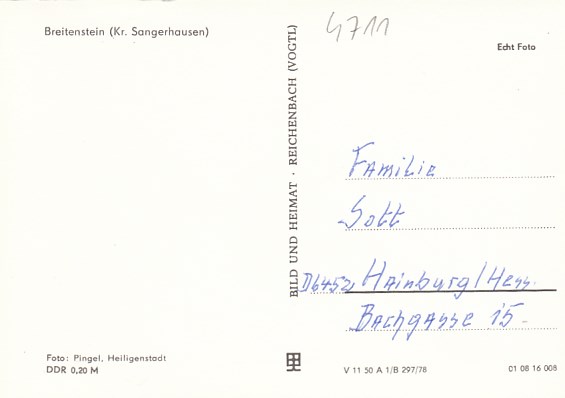 Breitenstein (Kr. Sangerhausen)
4711
Echt Foto
BILD UND HEIMAT · REICHENBACH (VOGTL)
Familie
Sott
D6452 Hainburg/Hess.
Bachgasse 15
Foto: Pingel, Heiligenstadt
DDR 0,20 M
V 11 50 A 1/B 297/78
01 08 16 008